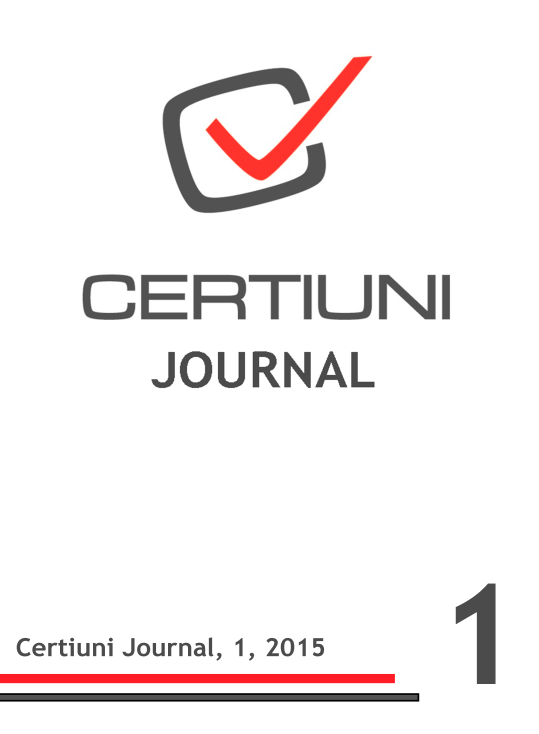 CERTIUNI
JOURNAL
Certiuni Journal, 1, 2015
1